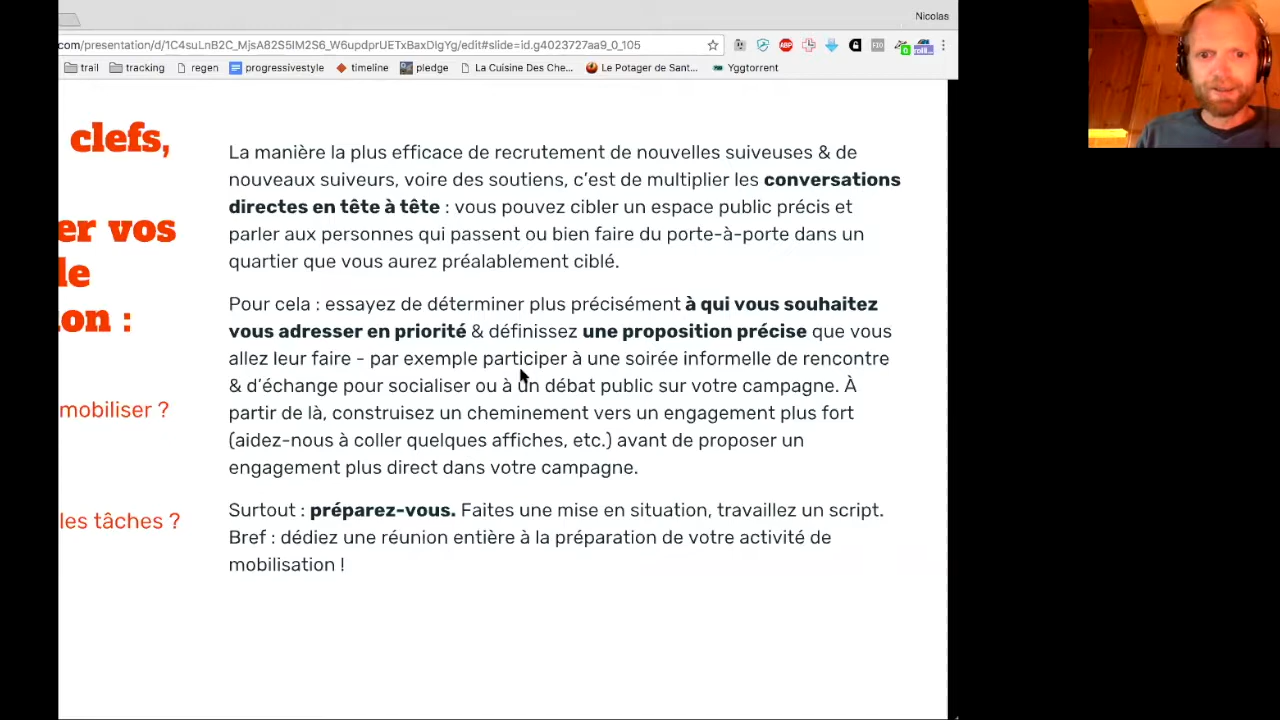 Nicolas
com/presentation/d/1C4suLnB2C_MjsA82S5IM2S6_W6updprUETxBaxDIgYg/edit#slide=id.g4023727aa9_0_105
trail tracking regen progressivestyle timeline pledge La Cuisine Des Che... Le Potager de Sant... Yggtorrent
clefs,
er vos
de
ion :
mobiliser ?
les tâches ?
La manière la plus efficace de recrutement de nouvelles suiveuses & de
nouveaux suiveurs, voire des soutiens, c’est de multiplier les conversations
directes en tête à tête : vous pouvez cibler un espace public précis et
parler aux personnes qui passent ou bien faire du porte-à-porte dans un
quartier que vous aurez préalablement ciblé.
Pour cela : essayez de déterminer plus précisément à qui vous souhaitez
vous adresser en priorité & définissez une proposition précise que vous
allez leur faire - par exemple participer à une soirée informelle de rencontre
& d’échange pour socialiser ou à un débat public sur votre campagne. À
partir de là, construisez un cheminement vers un engagement plus fort
(aidez-nous à coller quelques affiches, etc.) avant de proposer un
engagement plus direct dans votre campagne.
Surtout : préparez-vous. Faites une mise en situation, travaillez un script.
Bref : dédiez une réunion entière à la préparation de votre activité de
mobilisation !